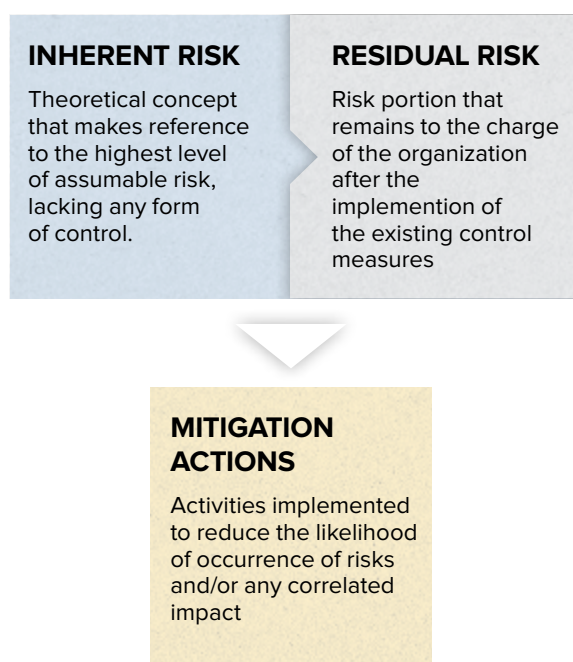 INHERENT RISK
Theoretical concept
that makes reference
to the highest level
of assumable risk,
lacking any form
of control.
RESIDUAL RISK
Risk portion that
remains to the charge
of the organization
after the
implemention of
the existing control
measures
MITIGATION
ACTIONS
Activities implemented
to reduce the likelihood
of occurrence of risks
and/or any correlated
impact